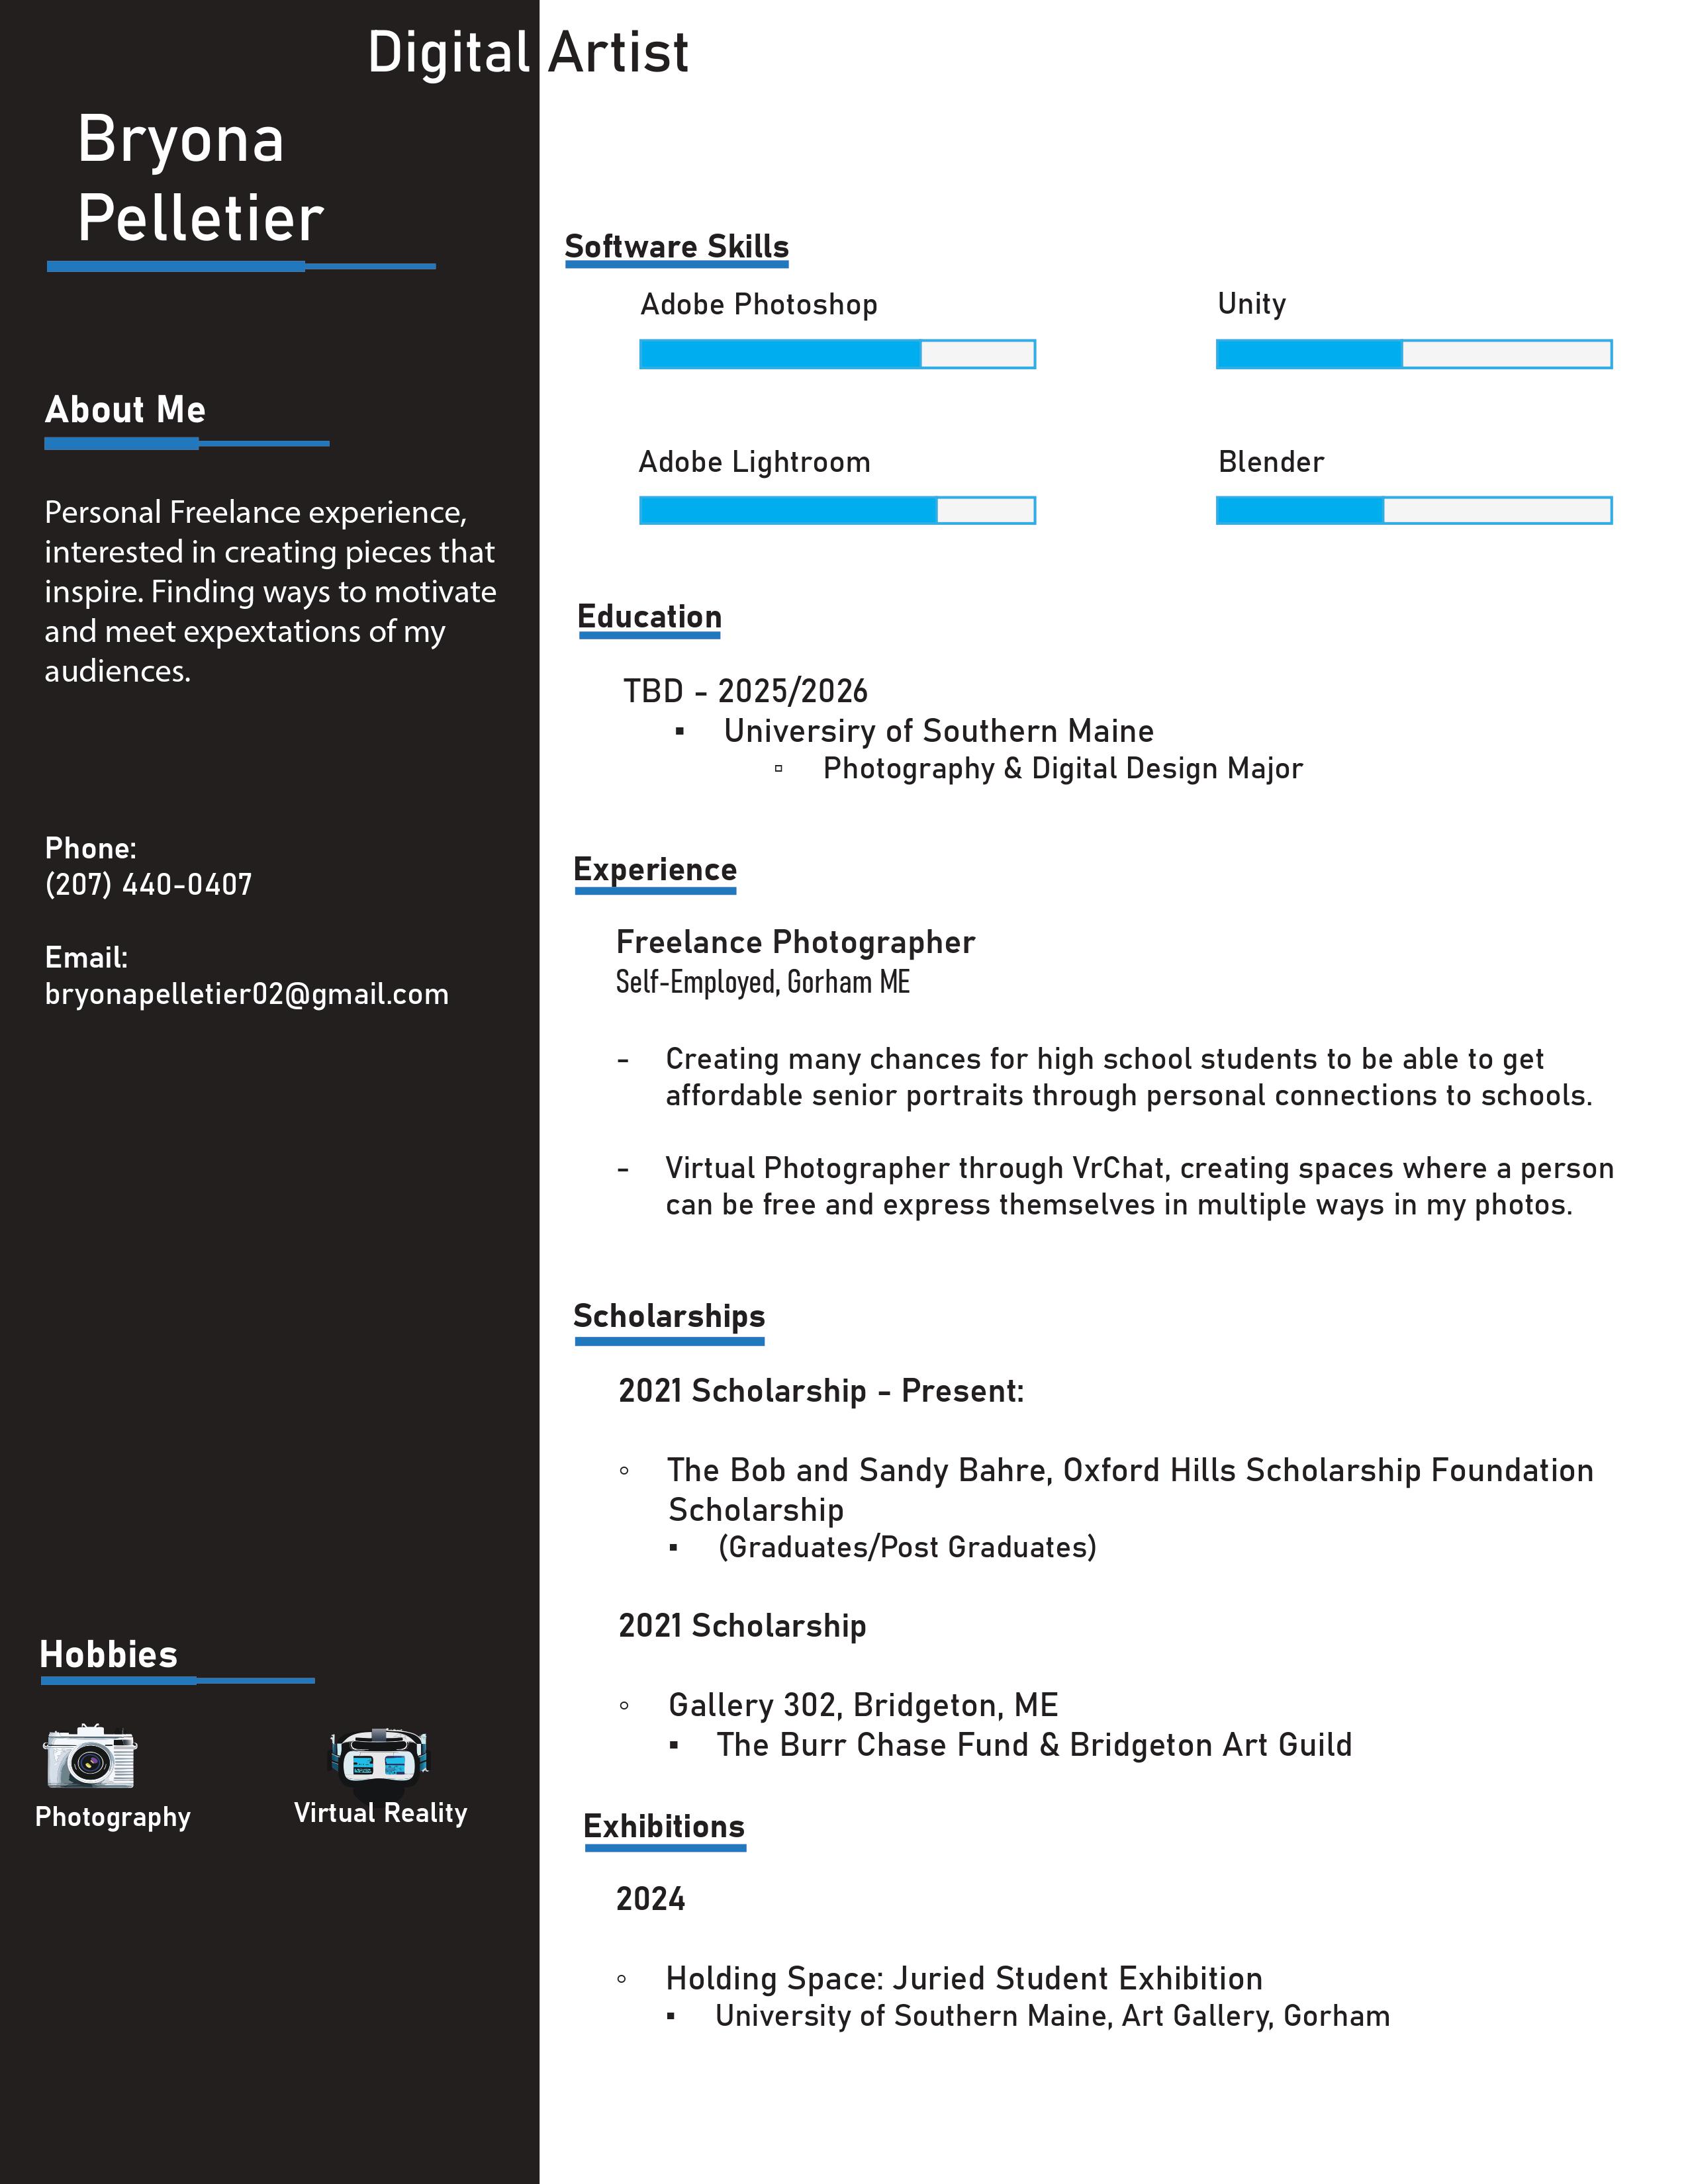 Digital Artist
Bryona
Pelletier
About Me
Personal Freelance experience,
interested in creating pieces that
inspire. Finding ways to motivate
and meet expextations of my
audiences.
Phone:
(207) 440-0407
Email:
bryonapelletier02@gmail.com
Hobbies
Photography
Virtual Reality
Software Skills
Adobe Photoshop
Unity
Adobe Lightroom
Blender
Education
TBD - 2025/2026
▪ Universiry of Southern Maine
▫ Photography & Digital Design Major
Experience
Freelance Photographer
Self-Employed, Gorham ME
- Creating many chances for high school students to be able to get
affordable senior portraits through personal connections to schools.
- Virtual Photographer through VrChat, creating spaces where a person
can be free and express themselves in multiple ways in my photos.
Scholarships
2021 Scholarship - Present:
◦ The Bob and Sandy Bahre, Oxford Hills Scholarship Foundation
Scholarship
▪ (Graduates/Post Graduates)
2021 Scholarship
◦ Gallery 302, Bridgeton, ME
▪ The Burr Chase Fund & Bridgeton Art Guild
Exhibitions
2024
◦ Holding Space: Juried Student Exhibition
▪ University of Southern Maine, Art Gallery, Gorham